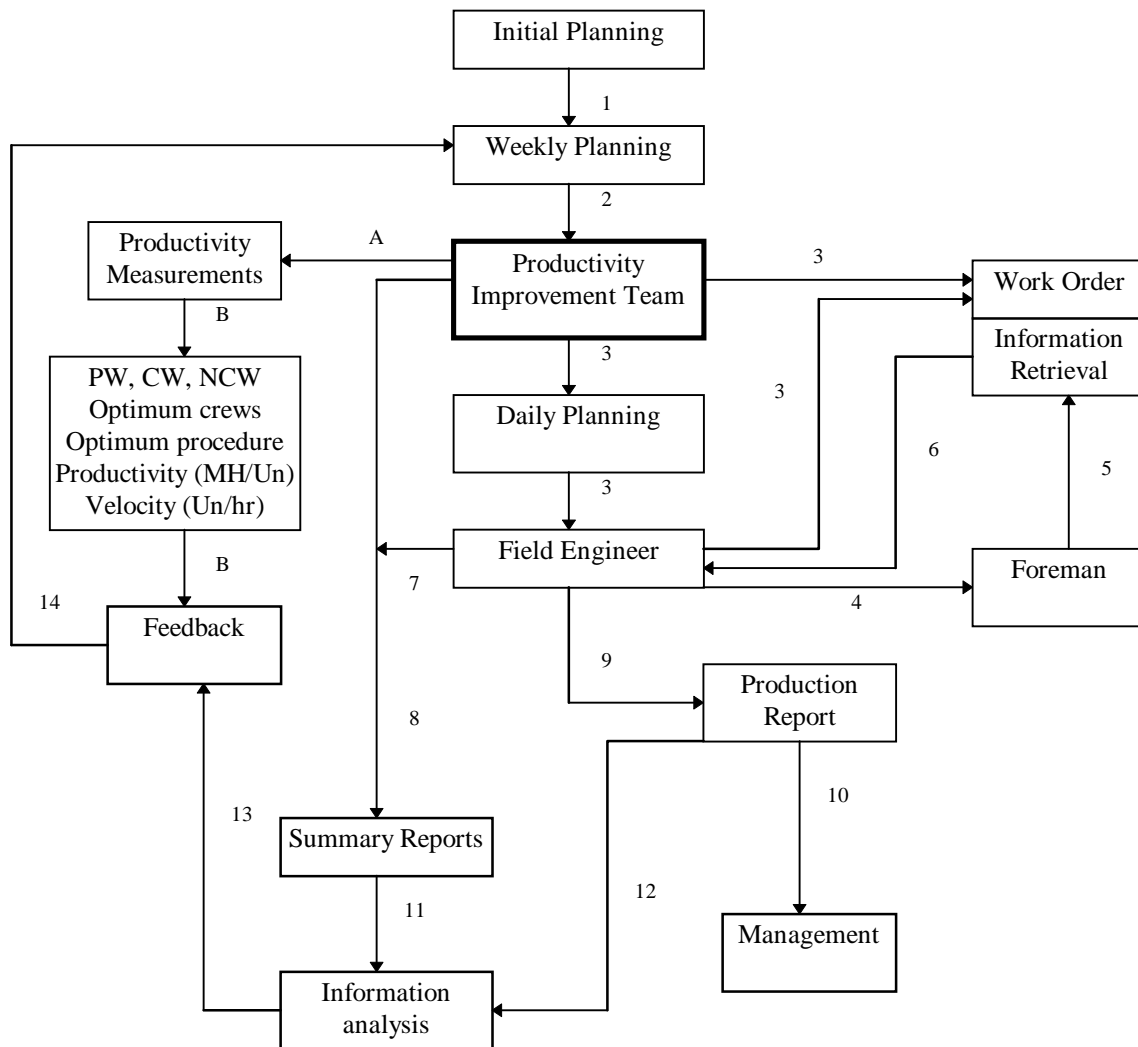 Initial Planning
1
Weekly Planning
2
Productivity
Measurements
A
Productivity
Improvement Team
3
Work Order
B
3
Information
Retrieval
PW, CW, NCW
Optimum crews
Optimum procedure
Productivity (MH/Un)
Velocity (Un/hr)
Daily Planning
3
6
5
3
B
Field Engineer
Foreman
7
4
14
Feedback
9
Production
Report
8
13
10
Summary Reports
11
12
Management
Information
analysis